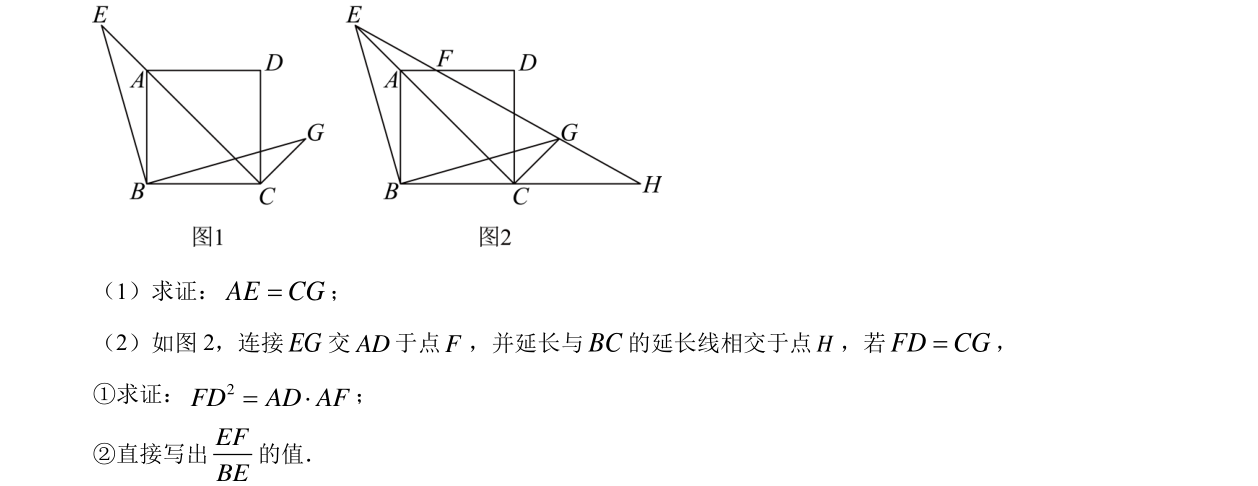 E
E
A
D
A
F
D
G
G
B
C
B
C
H
图1
图2
（1）求证：AE = CG；
（2）如图 2，连接 EG 交 AD 于点 F ，并延长与 BC 的延长线相交于点 H ，若 FD = CG ，
①求证：FD² = AD · AF；
②直接写出 EF/BE 的值．